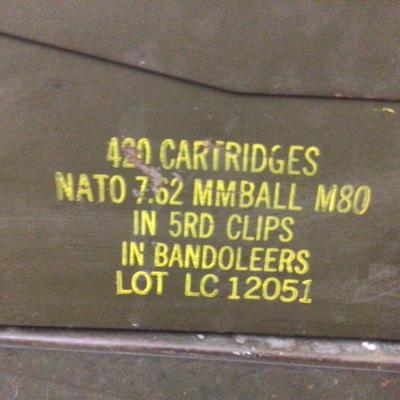 420 CARTRIDGES
NATO 7.62 MMBALL M80
IN 5RD CLIPS
IN BANDOLEERS
LOT LC 12051